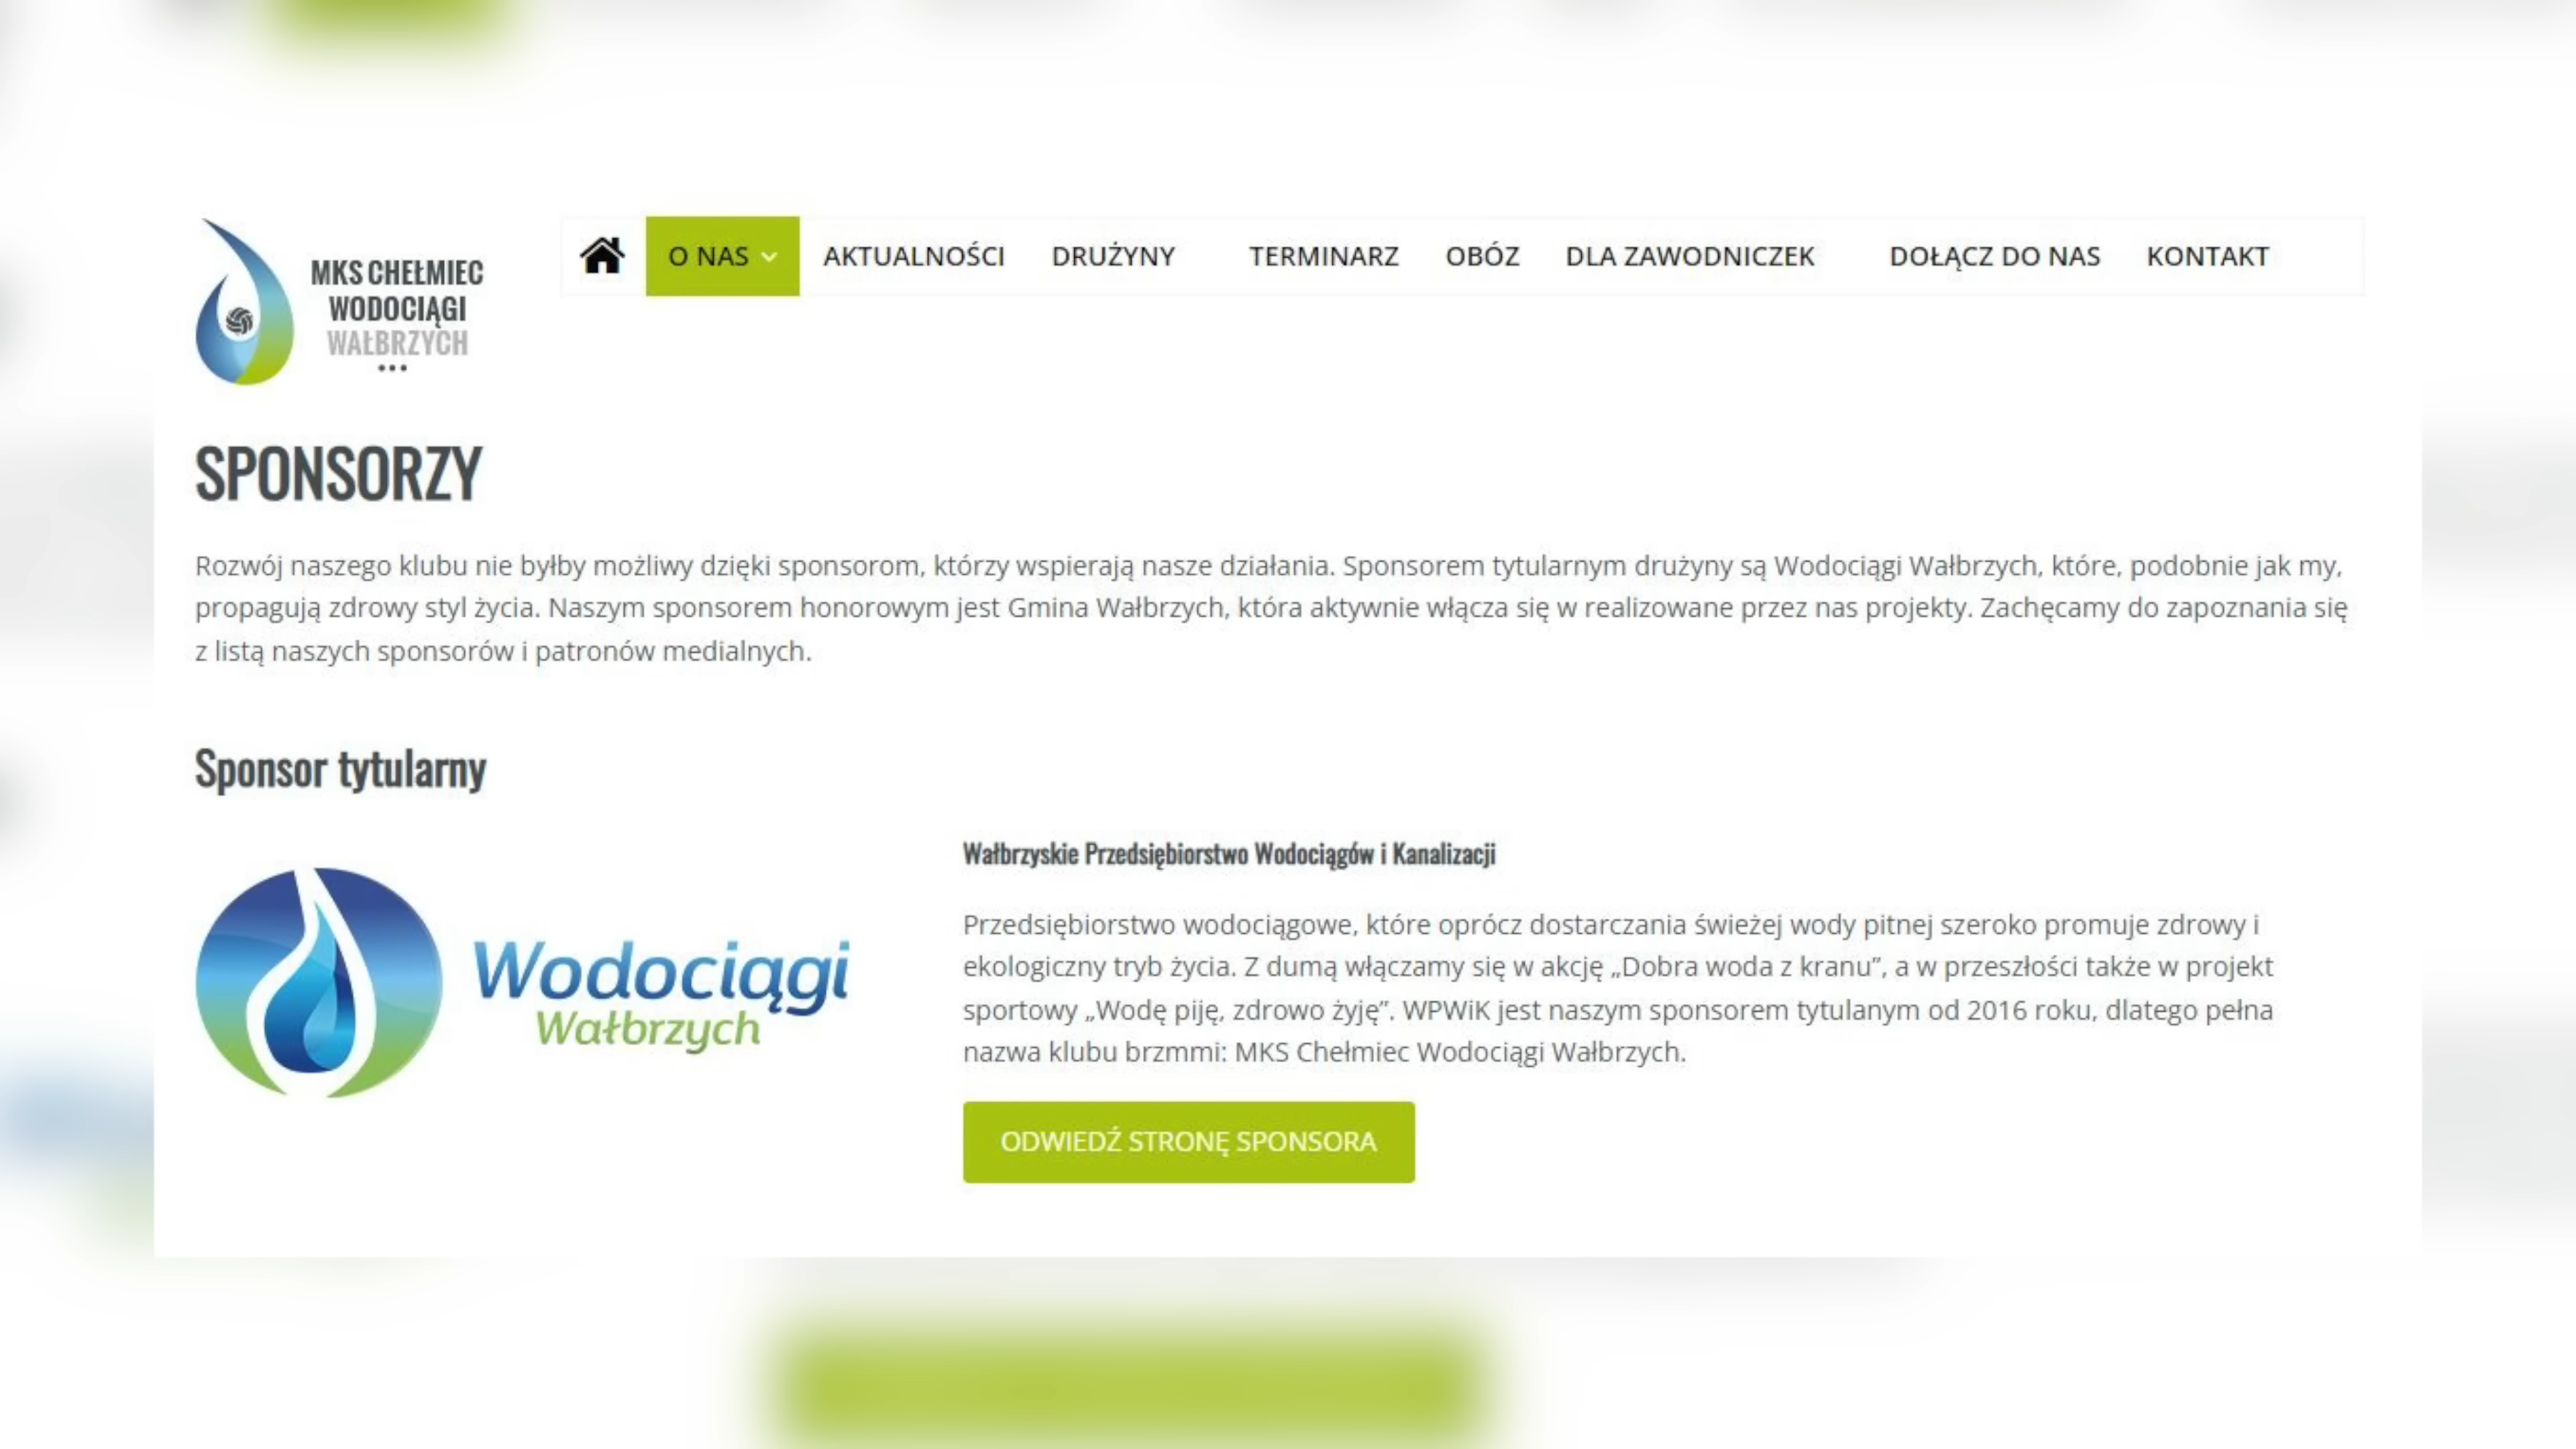 MKS CHEŁMIEC
WODOCIĄGI
WAŁBRZYCH
O NAS
AKTUALNOŚCI
DRUŻYNY
TERMINARZ
OBÓZ
DLA ZAWODNICZEK
DOŁĄCZ DO NAS
KONTAKT
SPONSORZY
Rozwój naszego klubu nie byłby możliwy dzięki sponsorom, którzy wspierają nasze działania. Sponsorem tytularnym drużyny są Wodociągi Wałbrzych, które, podobnie jak my,
propagują zdrowy styl życia. Naszym sponsorem honorowym jest Gmina Wałbrzych, która aktywnie włącza się w realizowane przez nas projekty. Zachęcamy do zapoznania się
z listą naszych sponsorów i patronów medialnych.
Sponsor tytularny
Wodociągi
Wałbrzych
Wałbrzyskie Przedsiębiorstwo Wodociągów i Kanalizacji
Przedsiębiorstwo wodociągowe, które oprócz dostarczania świeżej wody pitnej szeroko promuje zdrowy i
ekologiczny tryb życia. Z dumą włączamy się w akcję „Dobra woda z kranu”, a w przeszłości także w projekt
sportowy „Wodę piję, zdrowo żyję”. WPWiK jest naszym sponsorem tytulanym od 2016 roku, dlatego pełna
nazwa klubu brzmmi: MKS Chełmiec Wodociągi Wałbrzych.
ODWIEDŹ STRONĘ SPONSORA